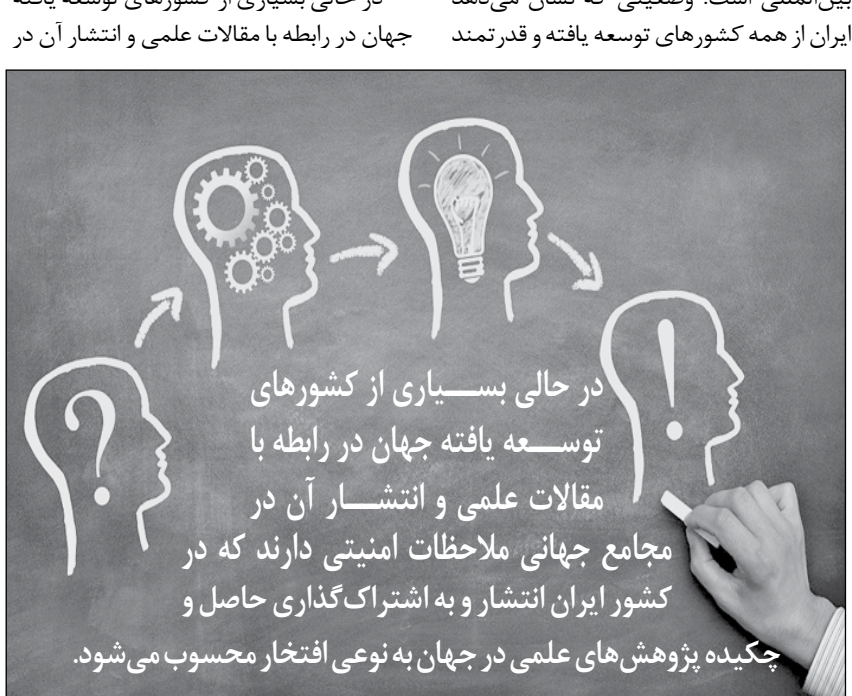 بین‌المللی است. وضعیتی که نشان می‌دهد
ایران از همه کشورهای توسعه یافته و قدرتمند
در حالی بسیاری از کشورهای توسعه یافته
جهان در رابطه با مقالات علمی و انتشار آن در
?
!
در حالی بســـیاری از کشورهای
توســـعه یافته جهان در رابطه با
مقالات علمی و انتشـــار آن در
مجامع جهانی ملاحظات امنیتی دارند که در
کشور ایران انتشار و به اشتراک‌گذاری حاصل و
چکیده پژوهش‌های علمی در جهان به نوعی افتخار محسوب می‌شود.